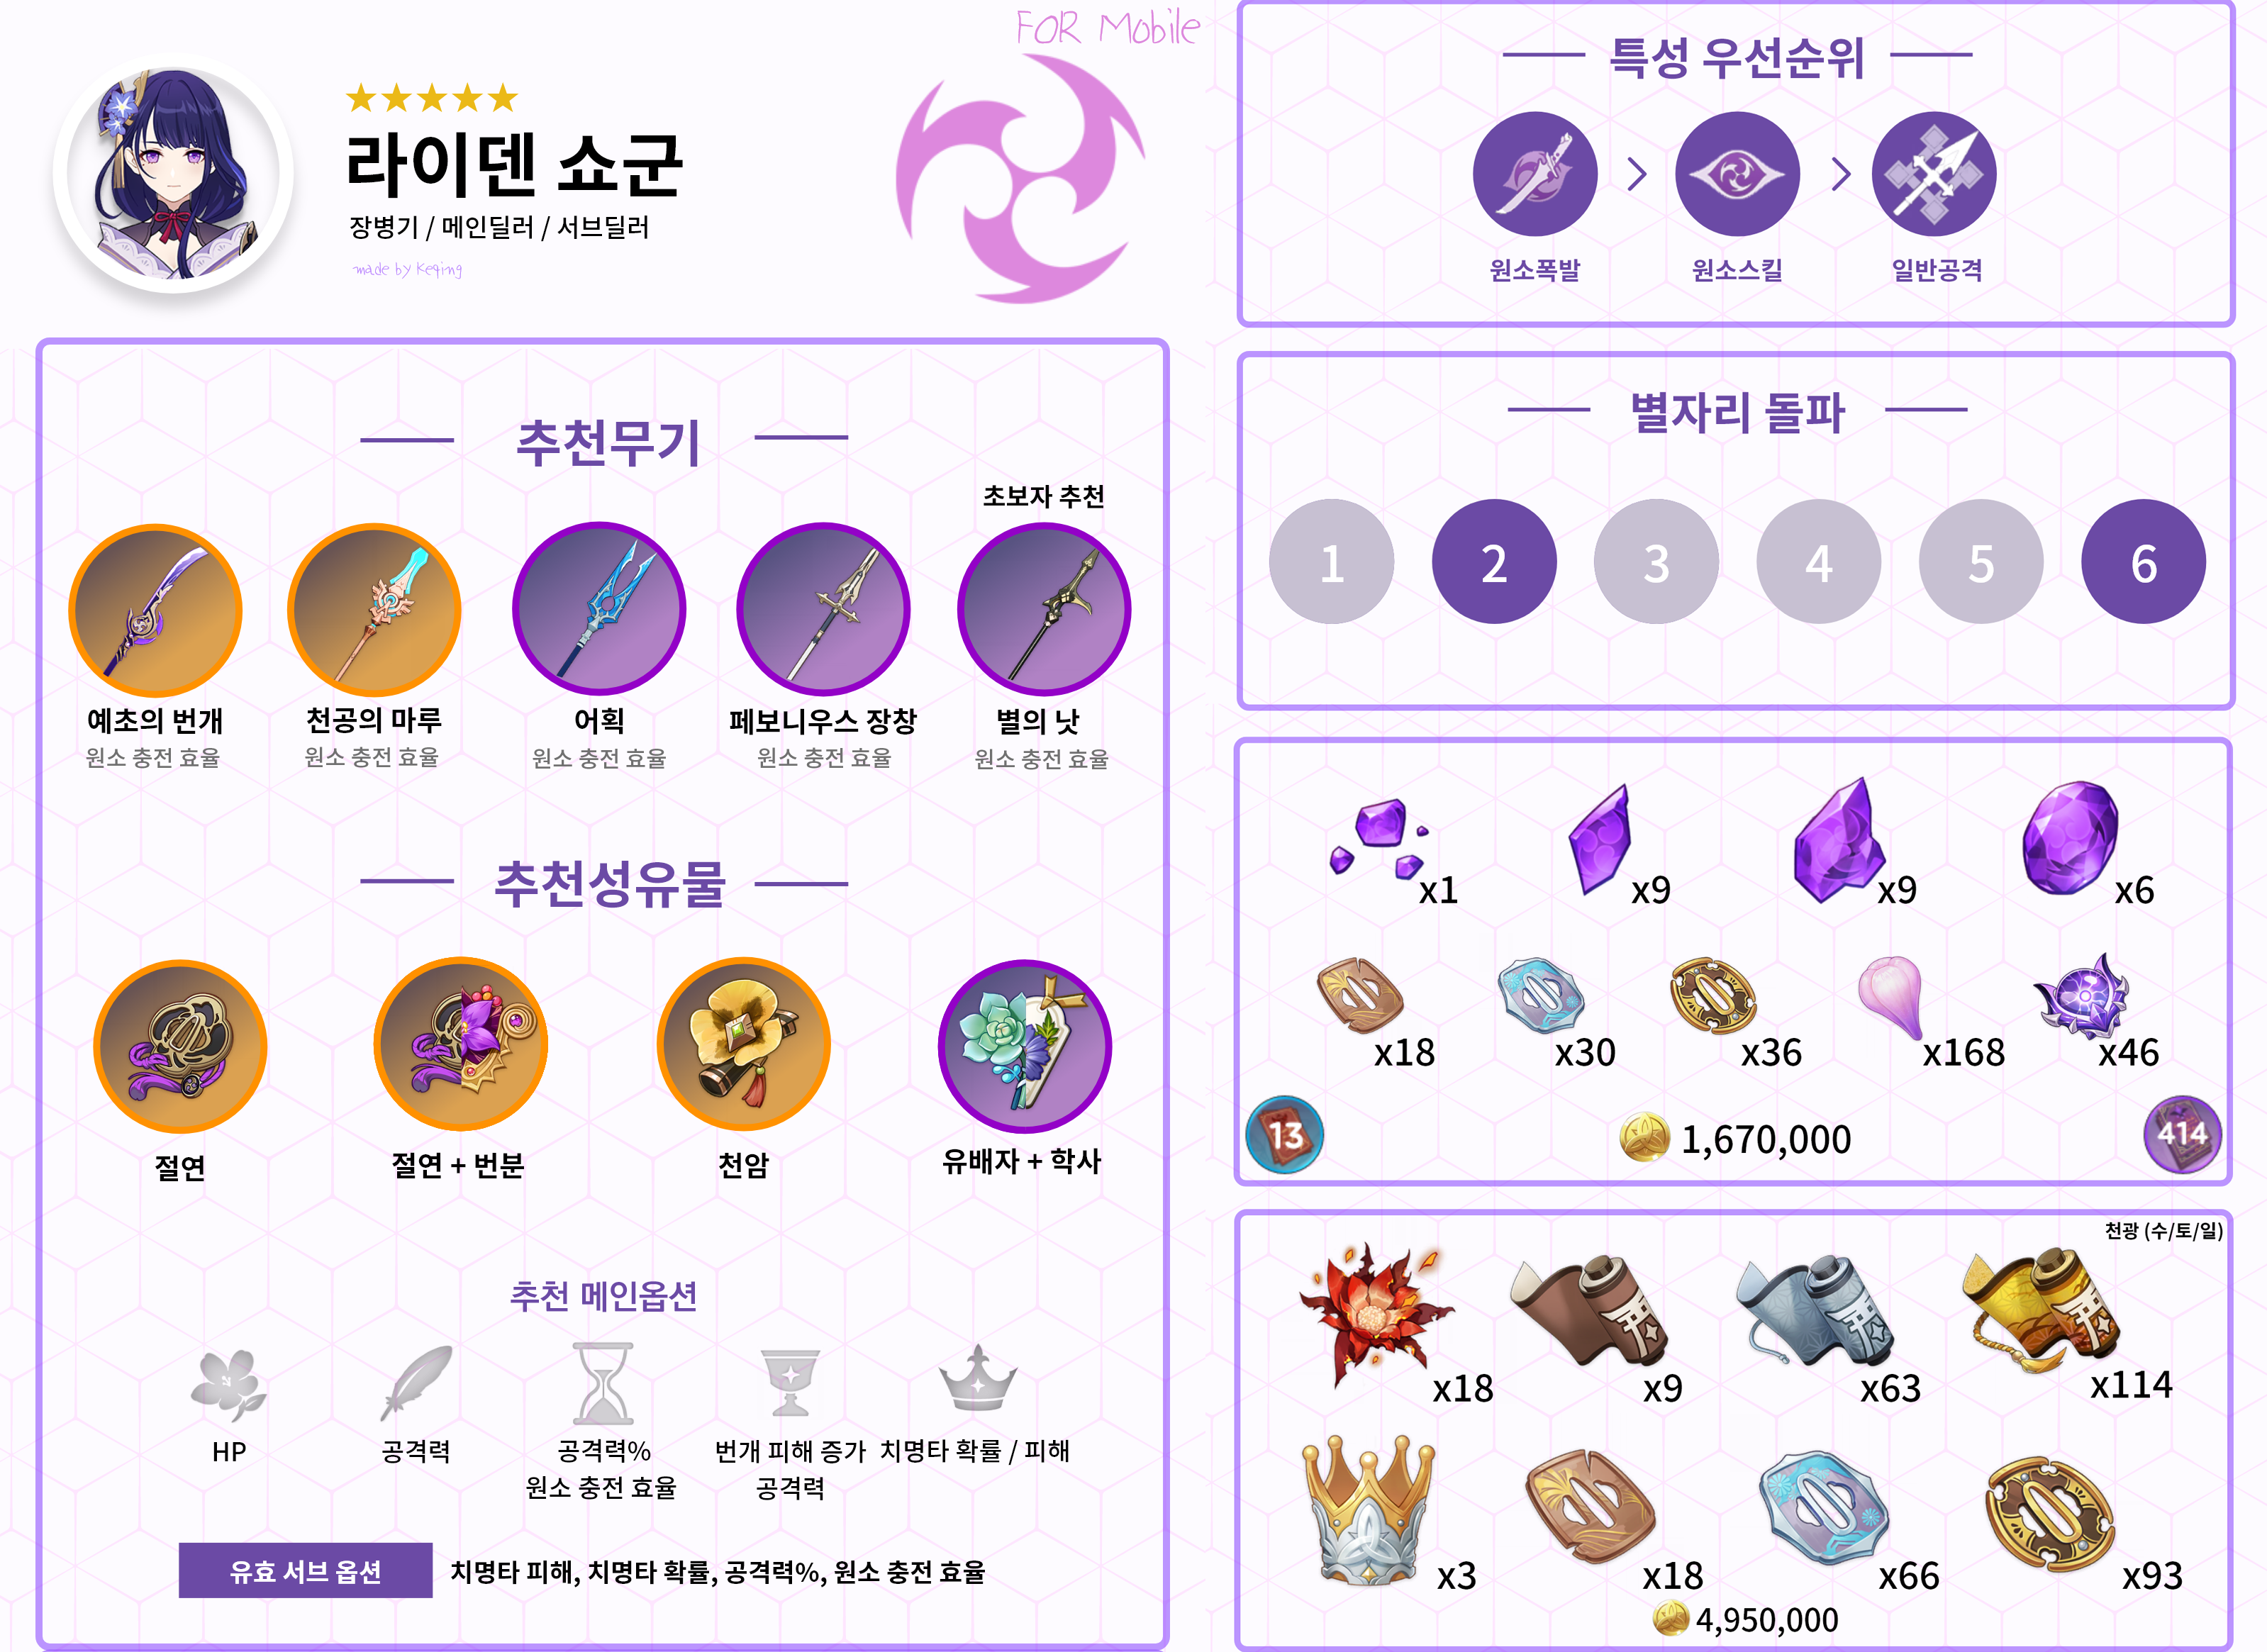 FOR Mobile
라이덴 쇼군
장병기 / 메인딜러 / 서브딜러
made by Keqing
추천무기
초보자 추천
예초의 번개
원소 충전 효율
천공의 마루
원소 충전 효율
어획
원소 충전 효율
페보니우스 장창
원소 충전 효율
별의 낫
원소 충전 효율
추천성유물
절연
절연 + 번분
천암
유배자 + 학사
추천 메인옵션
HP
공격력
공격력%
원소 충전 효율
번개 피해 증가
공격력
치명타 확률 / 피해
유효 서브 옵션
치명타 피해, 치명타 확률, 공격력%, 원소 충전 효율
특성 우선순위
원소폭발
원소스킬
일반공격
별자리 돌파
1 2 3 4 5 6
x1
x9
x9
x6
x18
x30
x36
x168
x46
13
1,670,000
414
천광 (수/토/일)
x18
x9
x63
x114
x3
x18
x66
x93
4,950,000